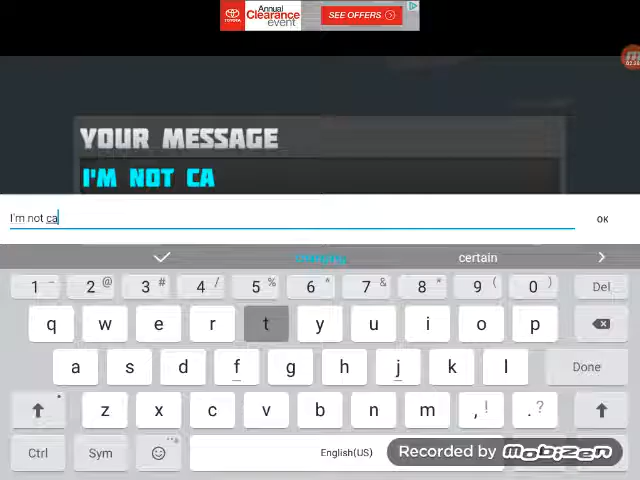 TOYOTA
Annual
Clearance
event
SEE OFFERS
YOUR MESSAGE
I'M NOT CA
I'm not ca
OK
certain
1 - 2 @ 3 # 4 / 5 % 6 ^ 7 & 8 * 9 ( 0 ) Del
q w e r t y u i o p
a s d f g h j k l Done
z x c v b n m , ! . ?
Ctrl Sym English(US)
Recorded by Mobizen